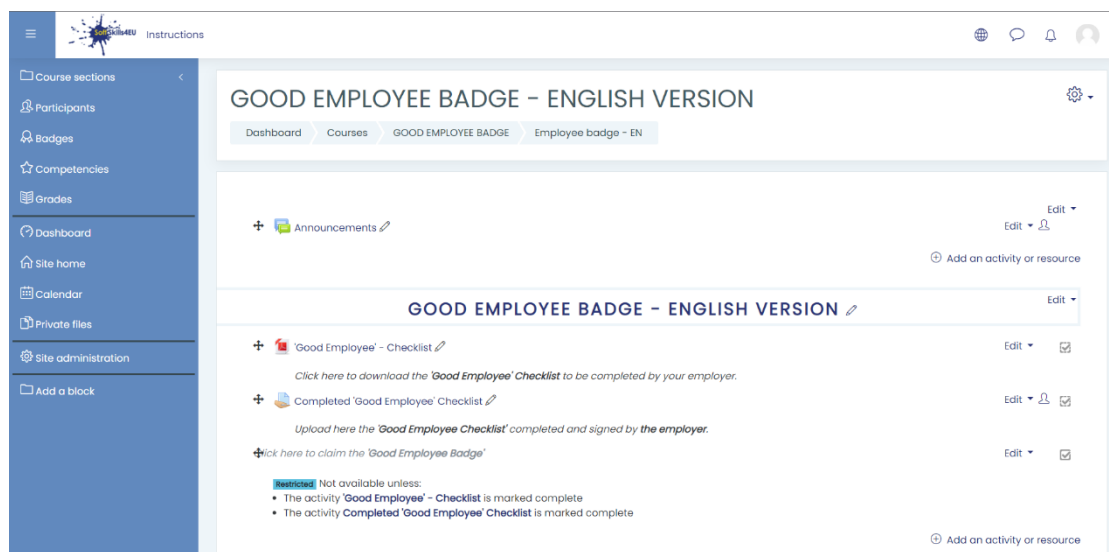 SoftSkills4EU
Instructions
Course sections
Participants
Badges
Competencies
Grades
Dashboard
Site home
Calendar
Private files
Site administration
Add a block
GOOD EMPLOYEE BADGE - ENGLISH VERSION
Dashboard Courses GOOD EMPLOYEE BADGE Employee badge - EN
Edit
Announcements Edit
Add an activity or resource
GOOD EMPLOYEE BADGE - ENGLISH VERSION Edit
'Good Employee' - Checklist Edit
Click here to download the 'Good Employee' Checklist to be completed by your employer.
Completed 'Good Employee' Checklist Edit
Upload here the 'Good Employee Checklist' completed and signed by the employer.
ick here to claim the 'Good Employee Badge' Edit
Restricted Not available unless:
• The activity 'Good Employee' - Checklist is marked complete
• The activity Completed 'Good Employee' Checklist is marked complete
Add an activity or resource